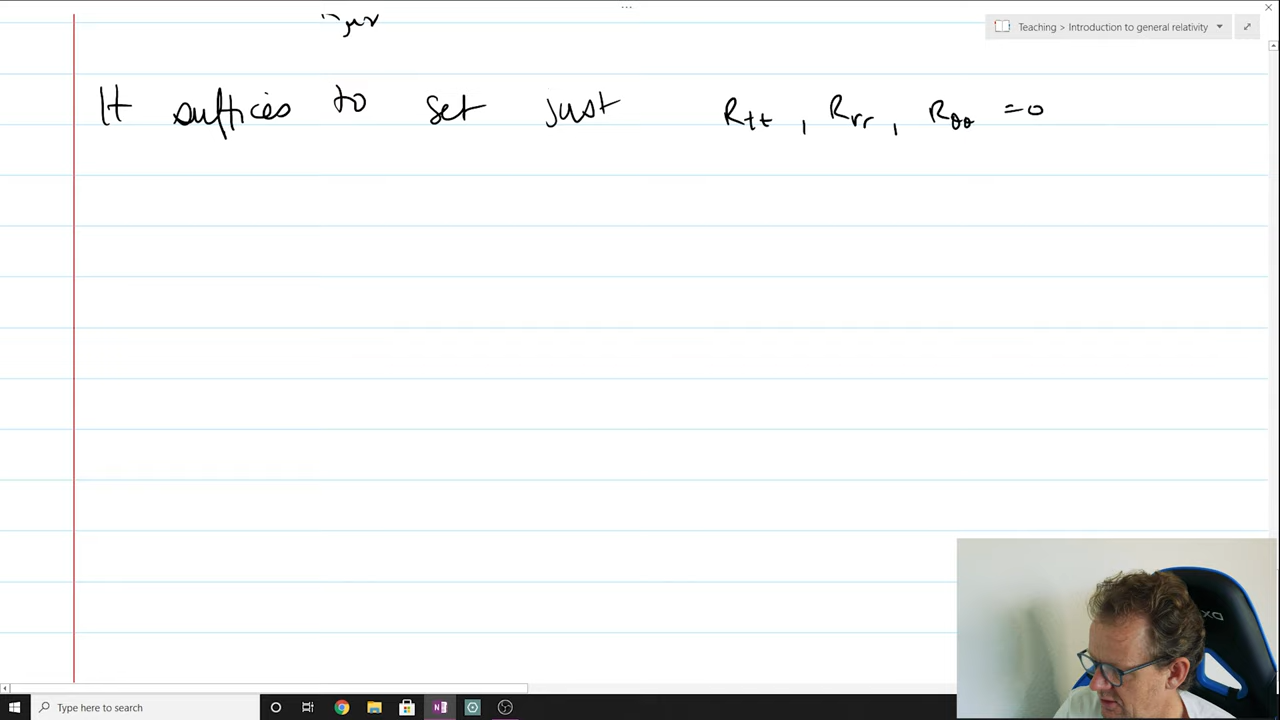 Teaching > Introduction to general relativity
It suffices to set just R_tt , R_rr , R_θθ = 0
Type here to search